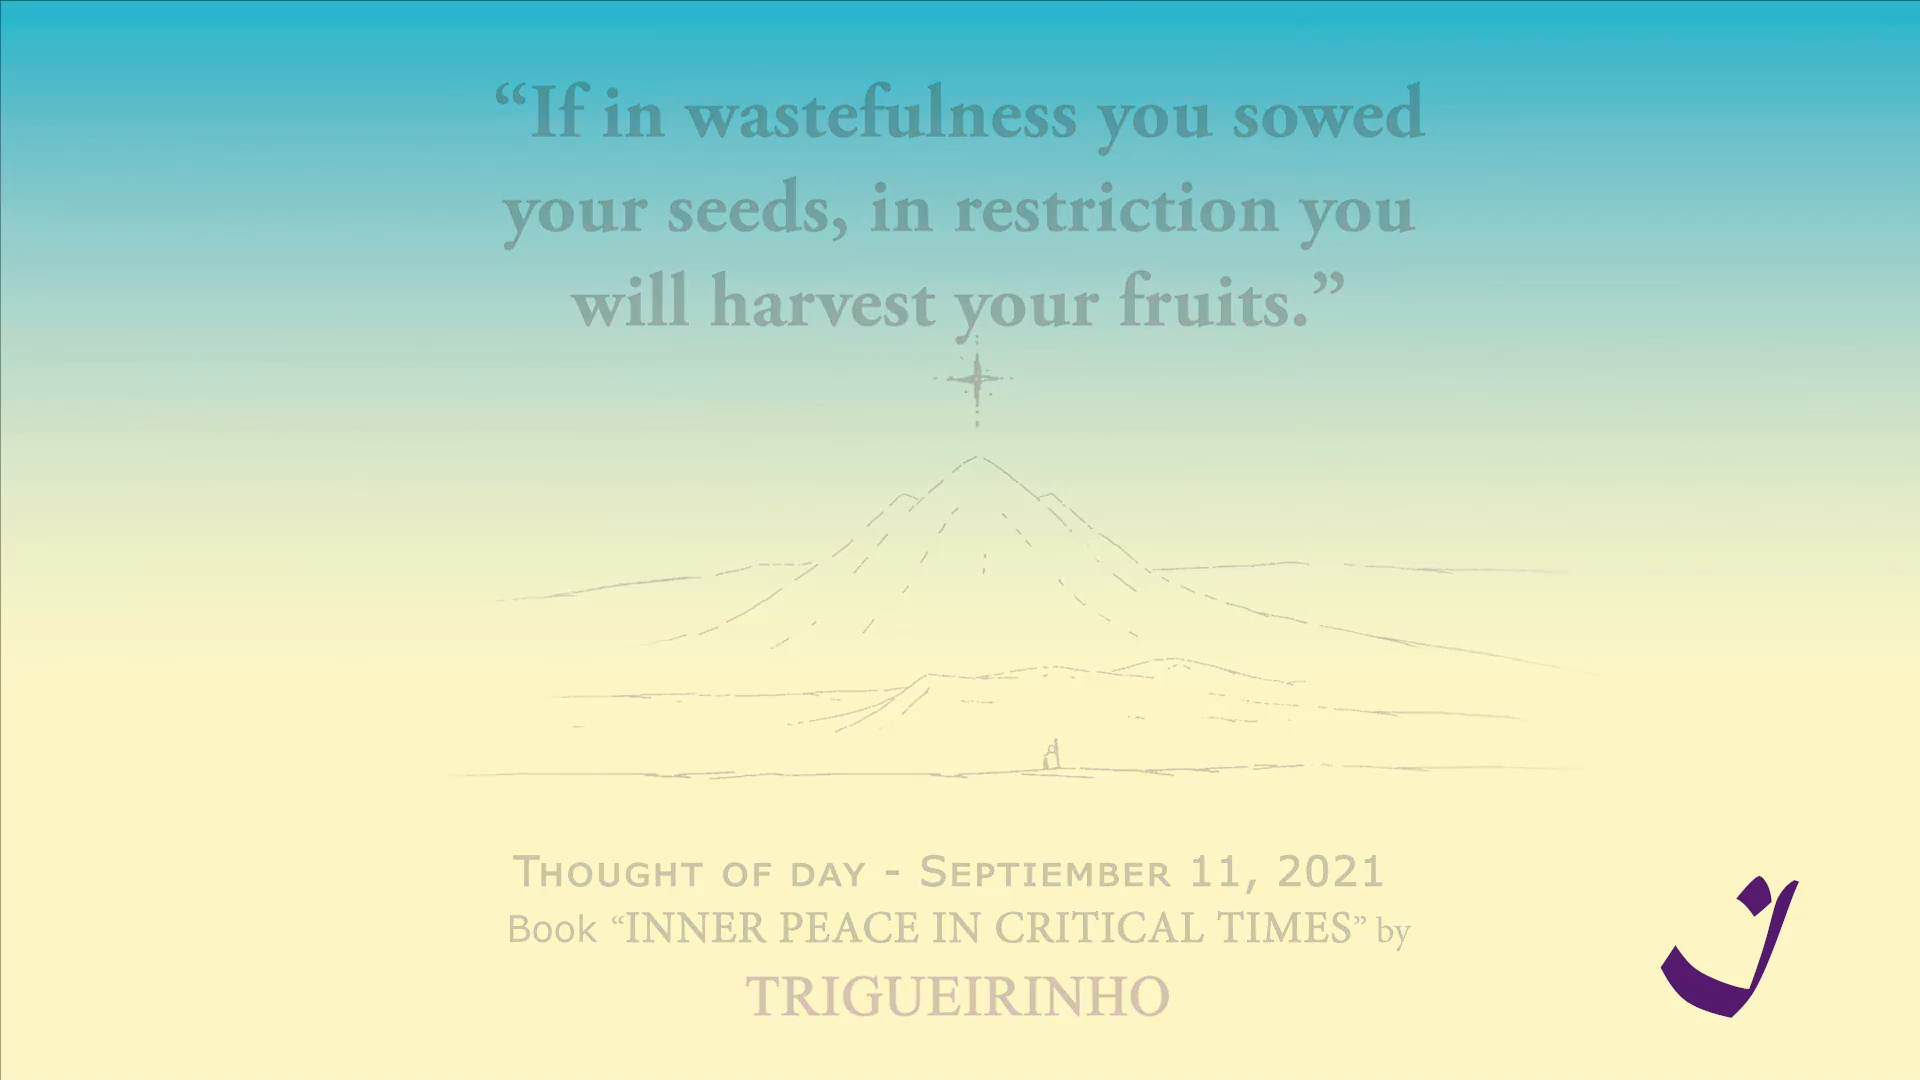 “If in wastefulness you sowed
your seeds, in restriction you
will harvest your fruits.”
Thought of day - Septiember 11, 2021
Book “INNER PEACE IN CRITICAL TIMES” by
TRIGUEIRINHO